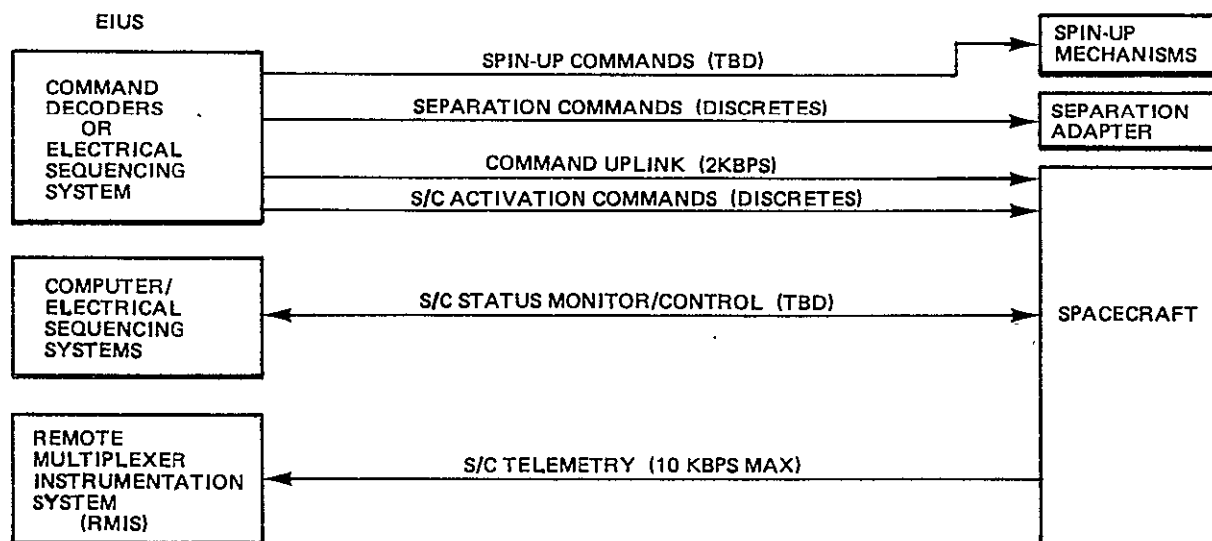 EIUS
COMMAND
DECODERS
OR
ELECTRICAL
SEQUENCING
SYSTEM
SPIN-UP COMMANDS (TBD)
SPIN-UP
MECHANISMS
SEPARATION COMMANDS (DISCRETES)
SEPARATION
ADAPTER
COMMAND UPLINK (2KBPS)
S/C ACTIVATION COMMANDS (DISCRETES)
COMPUTER/
ELECTRICAL
SEQUENCING
SYSTEMS
S/C STATUS MONITOR/CONTROL (TBD)
SPACECRAFT
REMOTE
MULTIPLEXER
INSTRUMENTATION
SYSTEM
(RMIS)
S/C TELEMETRY (10 KBPS MAX)